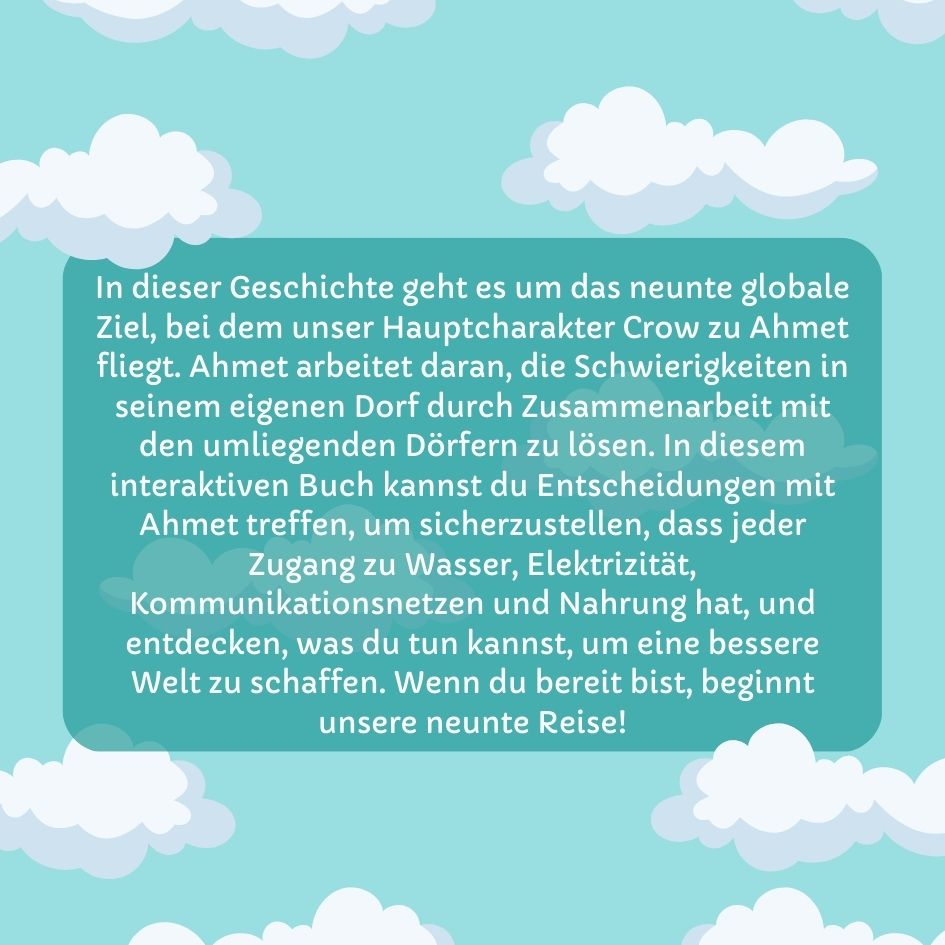 In dieser Geschichte geht es um das neunte globale
Ziel, bei dem unser Hauptcharakter Crow zu Ahmet
fliegt. Ahmet arbeitet daran, die Schwierigkeiten in
seinem eigenen Dorf durch Zusammenarbeit mit
den umliegenden Dörfern zu lösen. In diesem
interaktiven Buch kannst du Entscheidungen mit
Ahmet treffen, um sicherzustellen, dass jeder
Zugang zu Wasser, Elektrizität,
Kommunikationsnetzen und Nahrung hat, und
entdecken, was du tun kannst, um eine bessere
Welt zu schaffen. Wenn du bereit bist, beginnt
unsere neunte Reise!